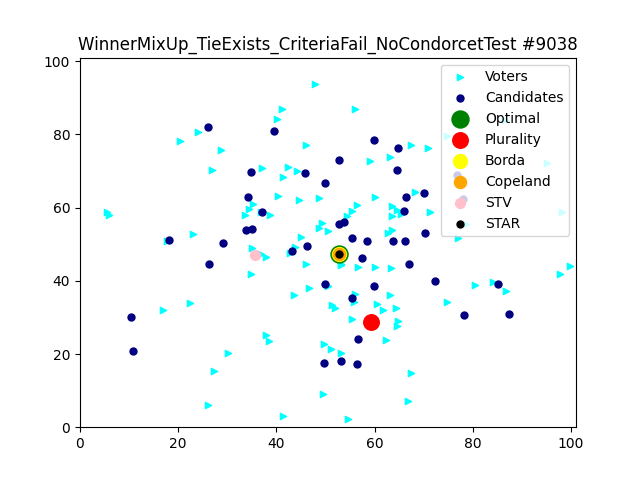 WinnerMixUp_TieExists_CriteriaFail_NoCondorcetTest #9038
100
80
60
40
20
0
0 20 40 60 80 100
Voters
Candidates
Optimal
Plurality
Borda
Copeland
STV
STAR